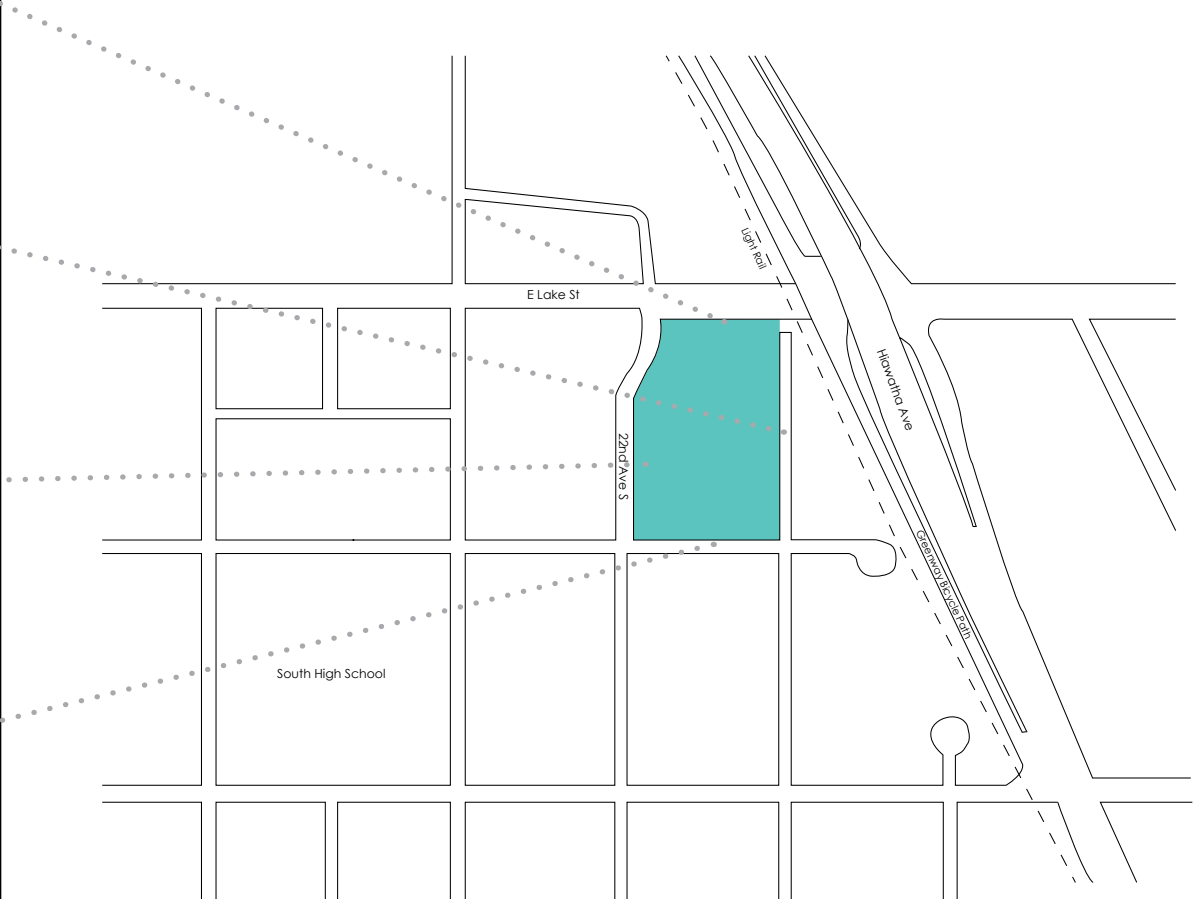 Light Rail
E Lake St
Hiawatha Ave
22nd Ave S
Greenway Bicycle Path
South High School